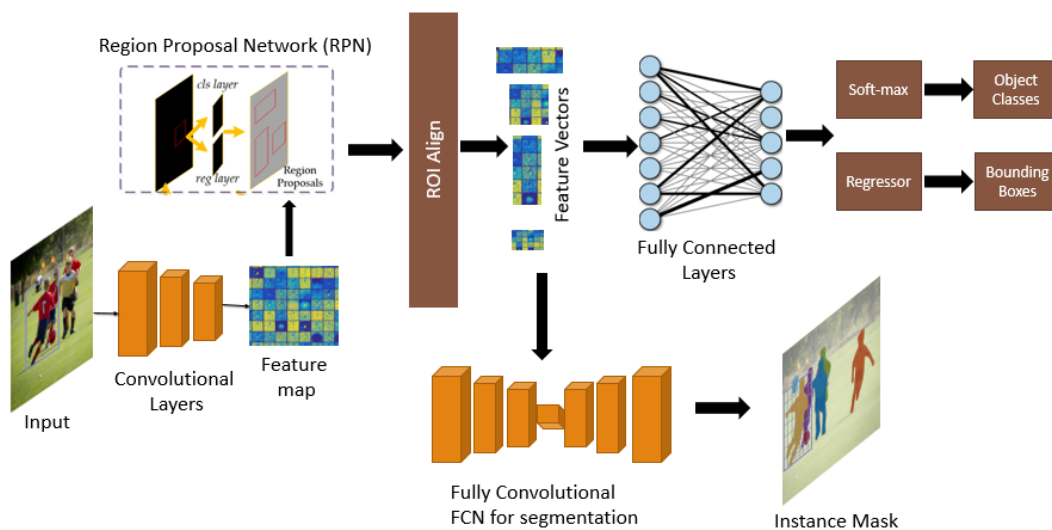 Region Proposal Network (RPN)
cls layer
reg layer
Region
Proposals
ROI Align
Feature Vectors
Fully Connected
Layers
Soft-max
Object
Classes
Regressor
Bounding
Boxes
Input
Convolutional
Layers
Feature
map
Fully Convolutional
FCN for segmentation
Instance Mask